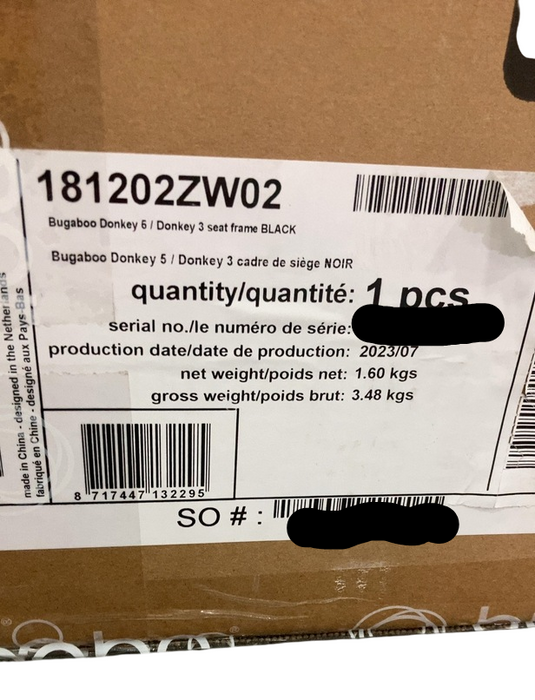 181202ZW02
Bugaboo Donkey 6 / Donkey 3 seat frame BLACK
Bugaboo Donkey 5 / Donkey 3 cadre de siège NOIR
quantity/quantité: 1 pcs
serial no./le numéro de série:
production date/date de production: 2023/07
net weight/poids net: 1.60 kgs
gross weight/poids brut: 3.48 kgs
made in China - designed in the Netherlands
fabriqué en Chine - designé aux Pays-Bas
8 717447 132295
SO # :